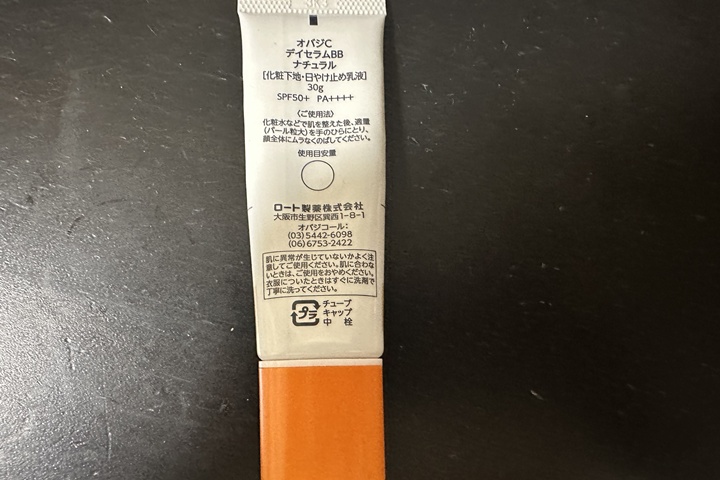 オバジC
デイセラムBB
ナチュラル
[化粧下地・日やけ止め乳液]
30g
SPF50+ PA++++
〈ご使用法〉
化粧水などで肌を整えた後、適量
(パール粒大)を手のひらにとり、
顔全体にムラなくのばしてください。
使用目安量
ロート製薬株式会社
大阪市生野区巽西1-8-1
オバジコール:
(03)5442-6098
(06)6753-2422
肌に異常が生じていないかよく注
意してご使用ください。肌に合わな
いときは、ご使用をおやめください。
衣服についたときはすぐに洗剤で
丁寧に洗ってください。
プラ
チューブ
キャップ
中 栓